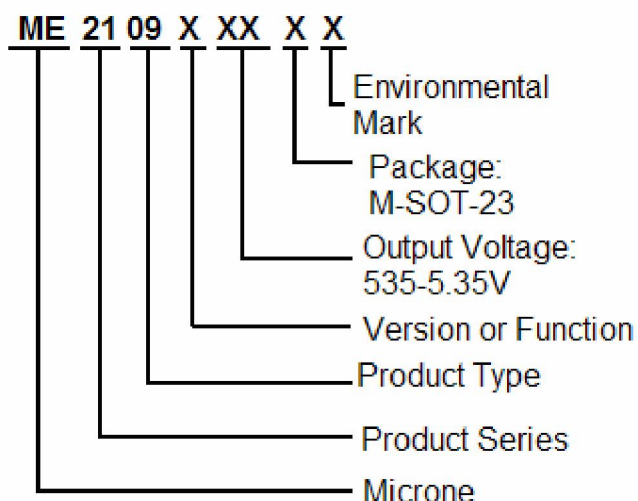 ME 21 09 X XX X X
Environmental
Mark
Package:
M-SOT-23
Output Voltage:
535-5.35V
Version or Function
Product Type
Product Series
Microne